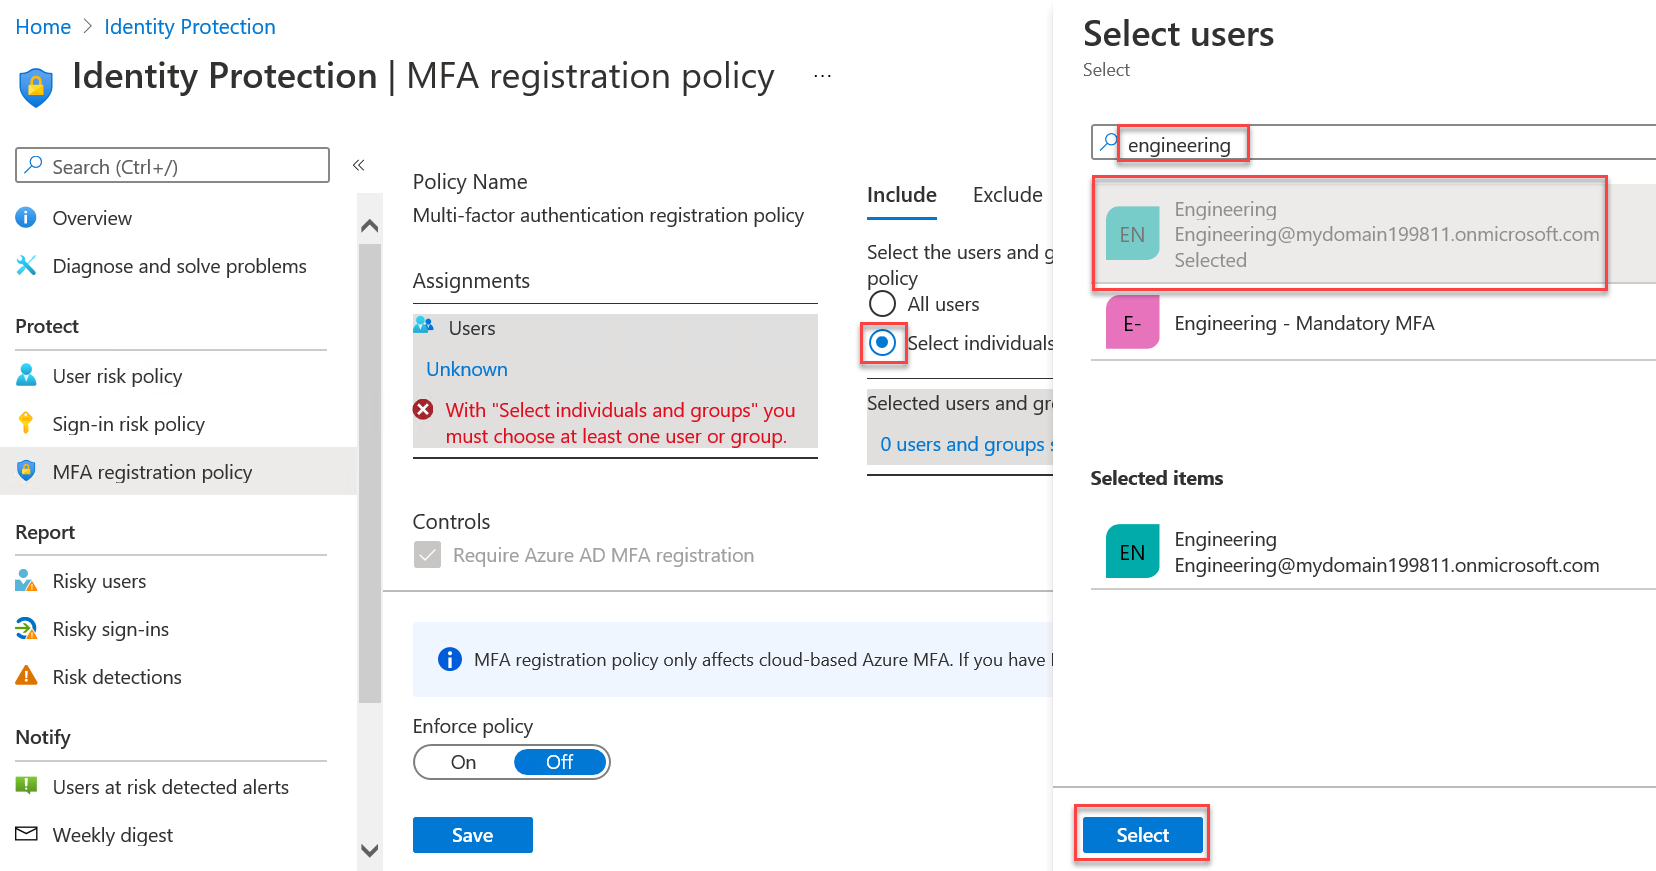 Home > Identity Protection
Identity Protection | MFA registration policy ...
Search (Ctrl+/)
«
Overview
Diagnose and solve problems
Protect
User risk policy
Sign-in risk policy
MFA registration policy
Report
Risky users
Risky sign-ins
Risk detections
Notify
Users at risk detected alerts
Weekly digest
Policy Name
Multi-factor authentication registration policy
Assignments
Users
Unknown
With "Select individuals and groups" you
must choose at least one user or group.
Controls
Require Azure AD MFA registration
MFA registration policy only affects cloud-based Azure MFA. If you have
Enforce policy
On Off
Save
Include Exclude
Select the users and g
policy
All users
Select individuals
Selected users and gr
0 users and groups s
Select users
Select
engineering
EN
Engineering
Engineering@mydomain199811.onmicrosoft.com
Selected
E-
Engineering - Mandatory MFA
Selected items
EN
Engineering
Engineering@mydomain199811.onmicrosoft.com
Select